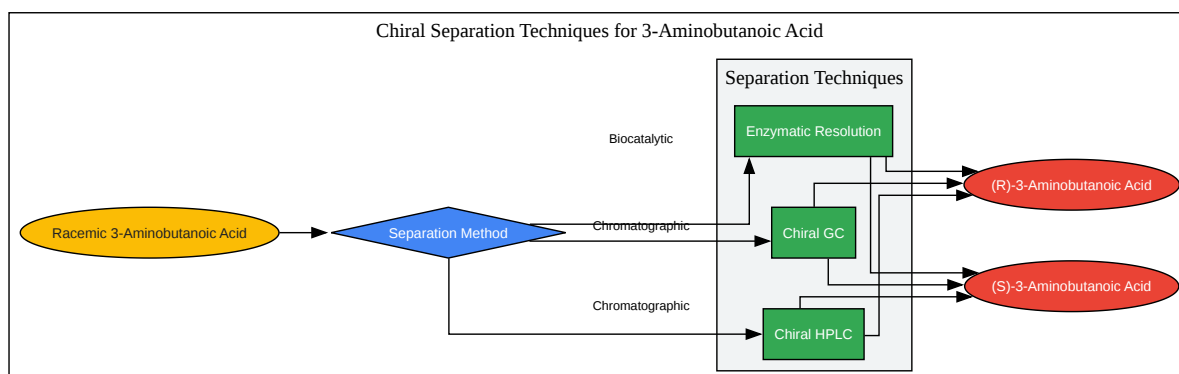 Chiral Separation Techniques for 3-Aminobutanoic Acid
Separation Techniques
Enzymatic Resolution
Biocatalytic
(R)-3-Aminobutanoic Acid
Racemic 3-Aminobutanoic Acid
Separation Method
Chromatographic
Chiral GC
(S)-3-Aminobutanoic Acid
Chromatographic
Chiral HPLC